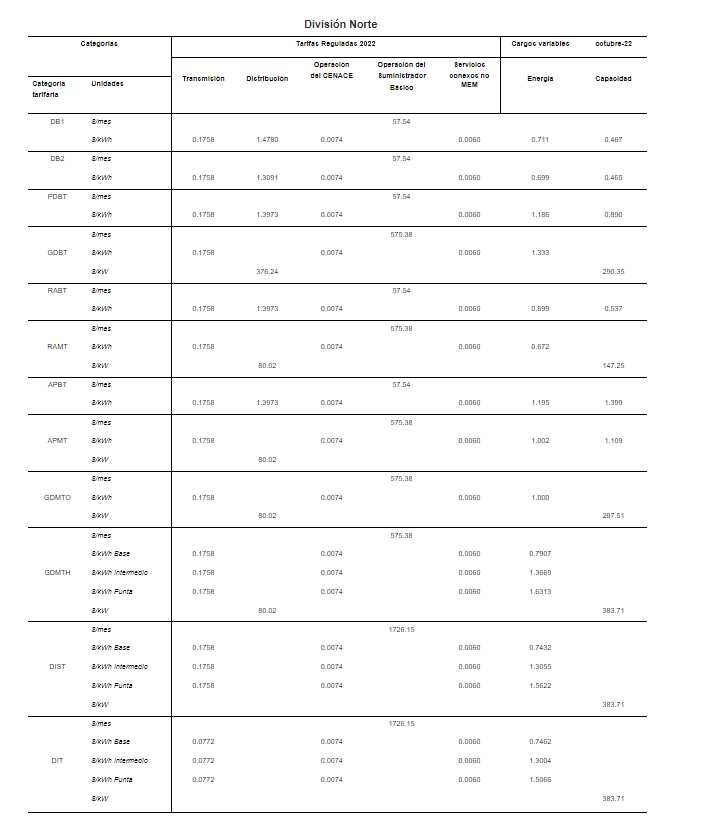 División Norte
Categorías Tarifas Reguladas 2022 Cargos variables octubre-22
Categoría tarifaria Unidades Transmisión Distribución Operación del CENACE Operación del Suministrador Básico Servicios conexos no MEM Energía Capacidad
DB1 $/mes 57.54
$/kWh 0.1758 1.4780 0.0074 0.0060 0.711 0.467
DB2 $/mes 57.54
$/kWh 0.1758 1.3091 0.0074 0.0060 0.699 0.465
PDBT $/mes 57.54
$/kWh 0.1758 1.3973 0.0074 0.0060 1.186 0.890
$/mes 575.38
GDBT $/kWh 0.1758 0.0074 0.0060 1.333
$/kW 376.24 290.35
RABT $/mes 57.54
$/kWh 0.1758 1.3973 0.0074 0.0060 0.699 0.537
$/mes 575.38
RAMT $/kWh 0.1758 0.0074 0.0060 0.672
$/kW 80.02 147.25
APBT $/mes 57.54
$/kWh 0.1758 1.3973 0.0074 0.0060 1.195 1.399
$/mes 575.38
APMT $/kWh 0.1758 0.0074 0.0060 1.002 1.109
$/kW 80.02
$/mes 575.38
GDMTO $/kWh 0.1758 0.0074 0.0060 1.000
$/kW 80.02 297.51
$/mes 575.38
$/kWh Base 0.1758 0.0074 0.0060 0.7907
GDMTH $/kWh Intermedio 0.1758 0.0074 0.0060 1.3669
$/kWh Punta 0.1758 0.0074 0.0060 1.6313
$/kW 80.02 383.71
$/mes 1726.15
$/kWh Base 0.1758 0.0074 0.0060 0.7432
DIST $/kWh Intermedio 0.1758 0.0074 0.0060 1.3055
$/kWh Punta 0.1758 0.0074 0.0060 1.5622
$/kW 383.71
$/mes 1726.15
$/kWh Base 0.0772 0.0074 0.0060 0.7462
DIT $/kWh Intermedio 0.0772 0.0074 0.0060 1.3004
$/kWh Punta 0.0772 0.0074 0.0060 1.5066
$/kW 383.71